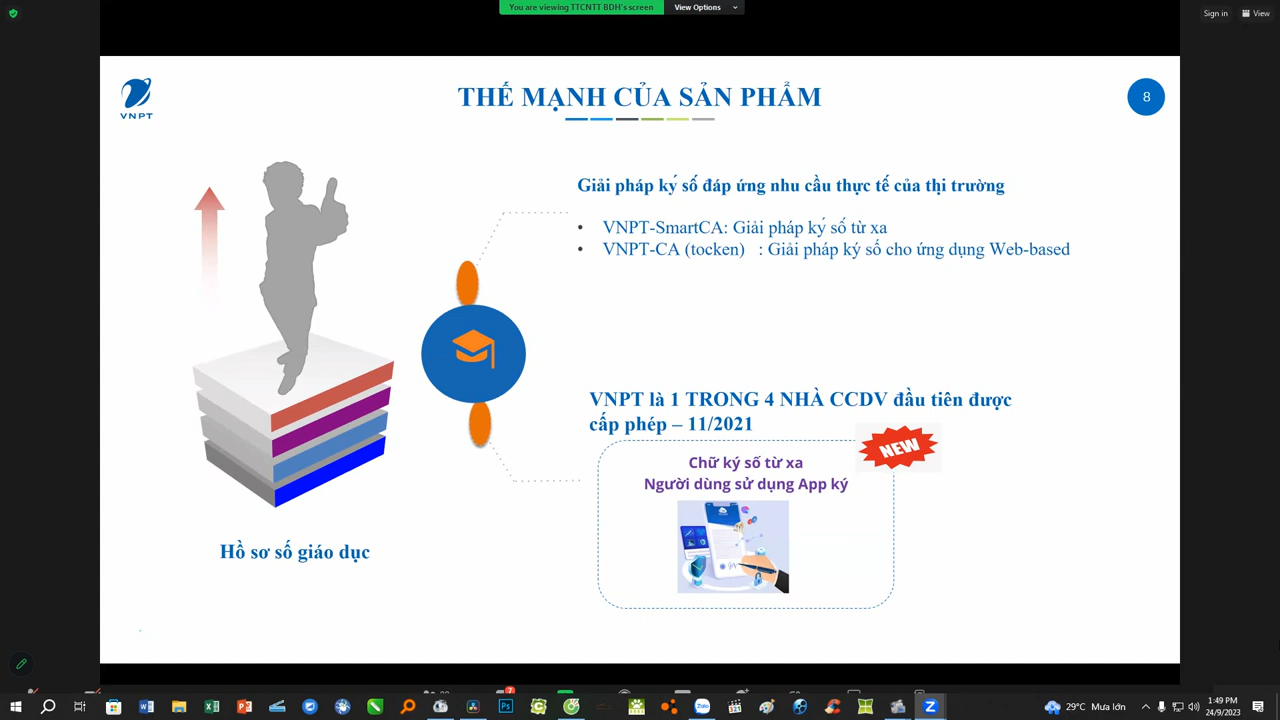 You are viewing TTCNTT BDH's screen
View Options
Sign in
View
VNPT
THẾ MẠNH CỦA SẢN PHẨM
8
Giải pháp ký số đáp ứng nhu cầu thực tế của thị trường
• VNPT-SmartCA: Giải pháp ký số từ xa
• VNPT-CA (tocken) : Giải pháp ký số cho ứng dụng Web-based
VNPT là 1 TRONG 4 NHÀ CCDV đầu tiên được
cấp phép – 11/2021
NEW
Chữ ký số từ xa
Người dùng sử dụng App ký
Hồ sơ số giáo dục
7
Zalo
29°C Mưa lớn
1:49 PM
24/9/2023